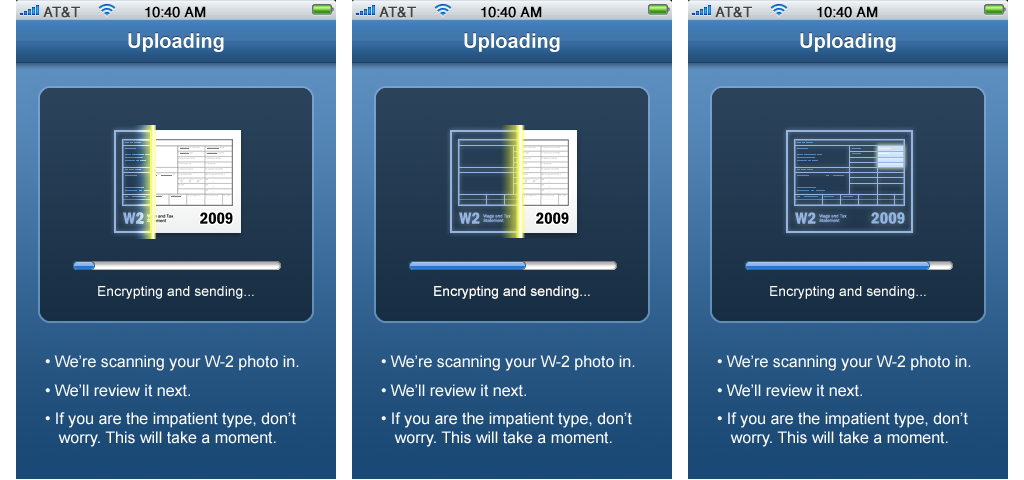 AT&T 10:40 AM
Uploading
W2 Wage and Tax Statement 2009
Encrypting and sending...
• We're scanning your W-2 photo in.
• We'll review it next.
• If you are the impatient type, don't
worry. This will take a moment.
AT&T 10:40 AM
Uploading
W2 Wage and Tax Statement 2009
Encrypting and sending...
• We're scanning your W-2 photo in.
• We'll review it next.
• If you are the impatient type, don't
worry. This will take a moment.
AT&T 10:40 AM
Uploading
W2 Wage and Tax Statement 2009
Encrypting and sending...
• We're scanning your W-2 photo in.
• We'll review it next.
• If you are the impatient type, don't
worry. This will take a moment.